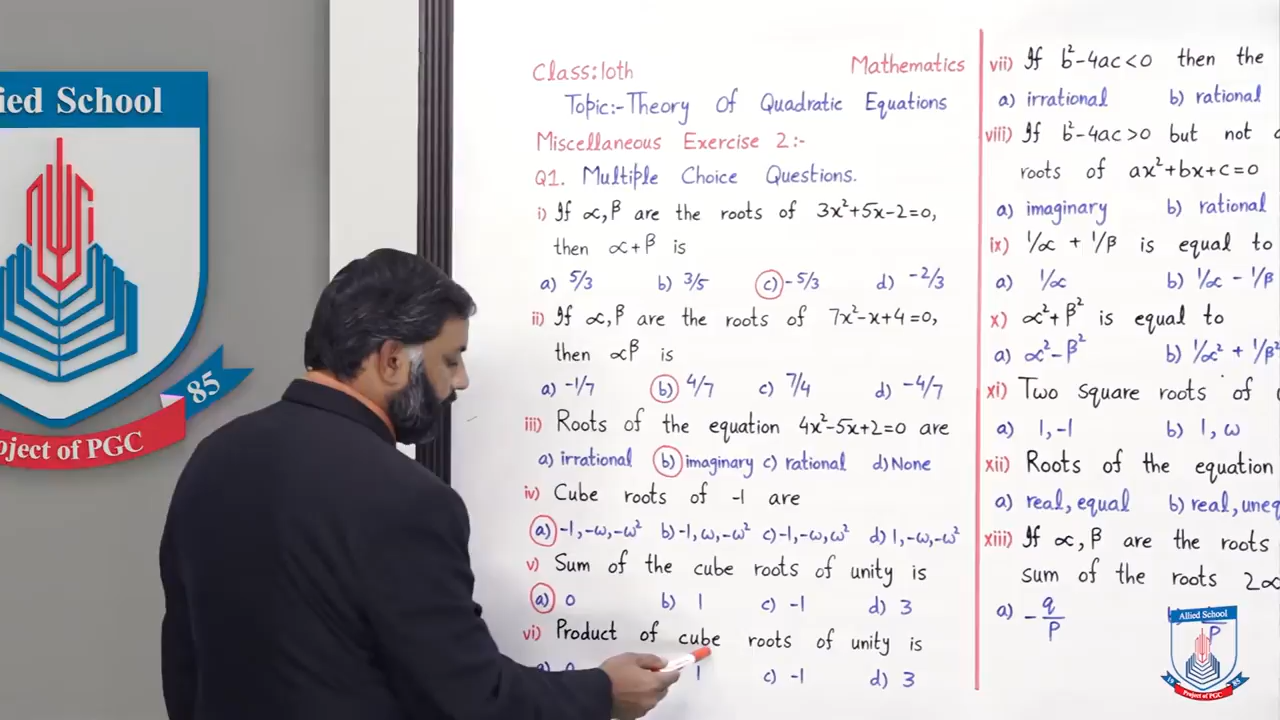 ied School
85
oject of PGC
Class:10th Mathematics
Topic:-Theory Of Quadratic Equations
Miscellaneous Exercise 2:-
Q1. Multiple Choice Questions.
i) If α,β are the roots of 3x²+5x-2=0,
then α+β is
a) 5/3 b) 3/5 c) -5/3 d) -2/3
ii) If α,β are the roots of 7x²-x+4=0,
then αβ is
a) -1/7 b) 4/7 c) 7/4 d) -4/7
iii) Roots of the equation 4x²-5x+2=0 are
a) irrational b) imaginary c) rational d) None
iv) Cube roots of -1 are
a) -1,-ω,-ω² b) -1,ω,-ω² c) -1,-ω,ω² d) 1,-ω,-ω²
v) Sum of the cube roots of unity is
a) 0 b) 1 c) -1 d) 3
vi) Product of cube roots of unity is
a) 0 1 c) -1 d) 3
vii) If b²-4ac<0 then the
a) irrational b) rational
viii) If b²-4ac>0 but not
roots of ax²+bx+c=0
a) imaginary b) rational
ix) 1/α + 1/β is equal to
a) 1/α b) 1/α - 1/β
x) α²+β² is equal to
a) α²-β² b) 1/α² + 1/β²
xi) Two square roots of
a) 1,-1 b) 1,ω
xii) Roots of the equation
a) real, equal b) real, uneq
xiii) If α,β are the roots
sum of the roots 2α
a) -q/p
Allied School
19 85
Project of PGC